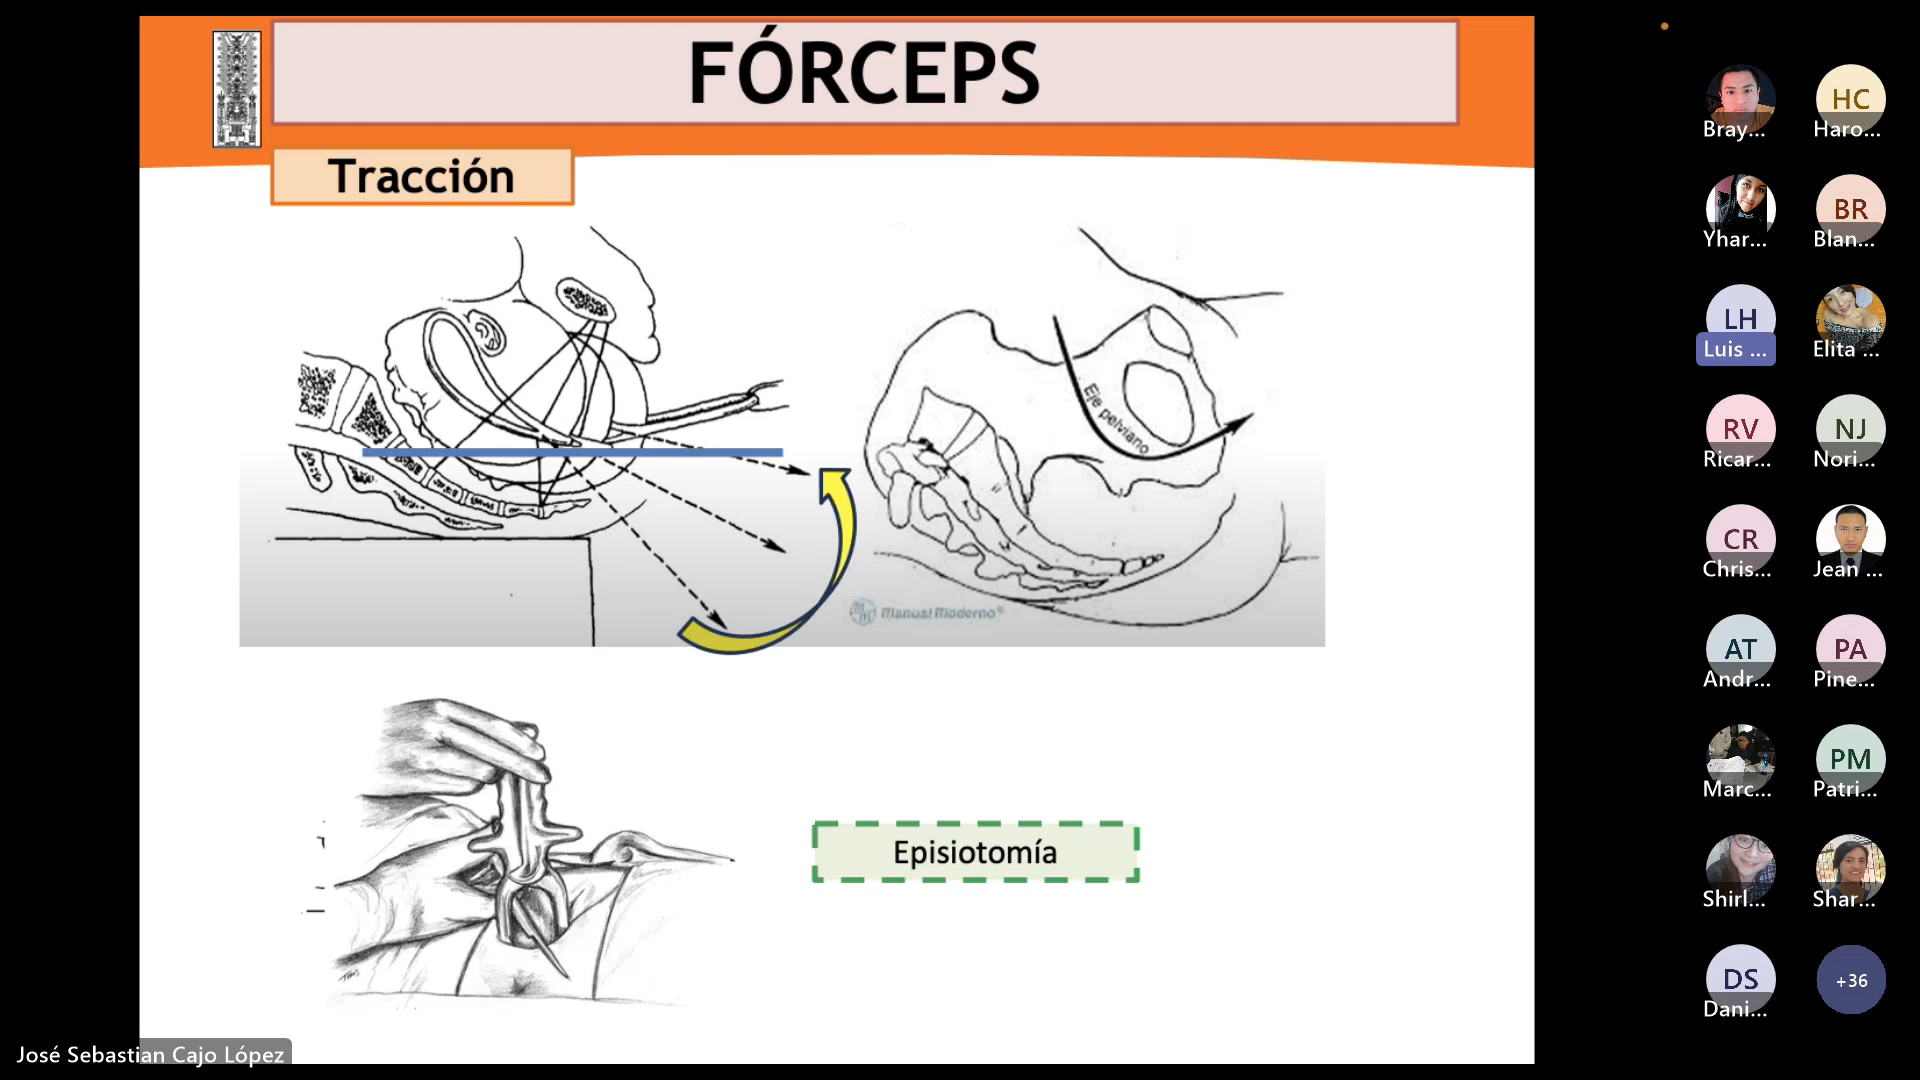 FÓRCEPS
Tracción
Eje pelviano
Manual Moderno®
Episiotomía
José Sebastian Cajo López
Bray...
HC
Haro...
Yhar...
BR
Blan...
LH
Luis ...
Elita ...
RV
Ricar...
NJ
Nori...
CR
Chris...
Jean ...
AT
Andr...
PA
Pine...
Marc...
PM
Patri...
Shirl...
Shar...
DS
Dani...
+36